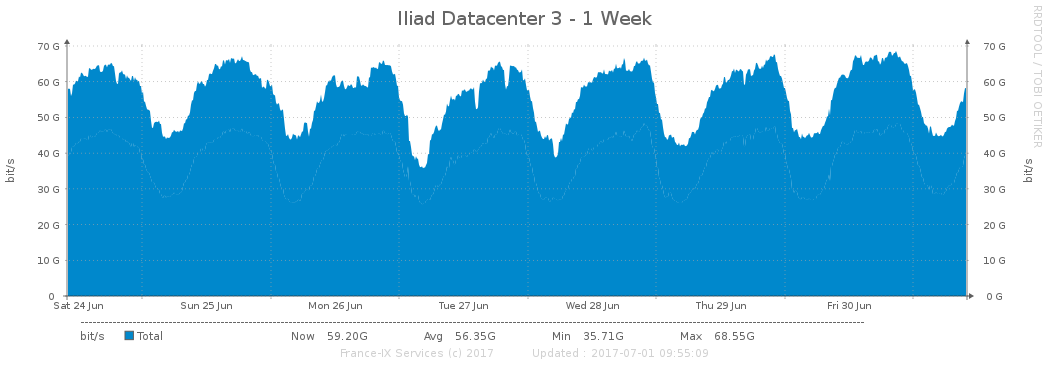 Iliad Datacenter 3 - 1 Week
RRDTOOL / TOBI OETIKER
70 G 70 G
60 G 60 G
50 G 50 G
40 G 40 G
30 G 30 G
20 G 20 G
10 G 10 G
0 0 G
bit/s bit/s
Sat 24 Jun Sun 25 Jun Mon 26 Jun Tue 27 Jun Wed 28 Jun Thu 29 Jun Fri 30 Jun
bit/s Total Now 59.20G Avg 56.35G Min 35.71G Max 68.55G
France-IX Services (c) 2017 Updated : 2017-07-01 09:55:09